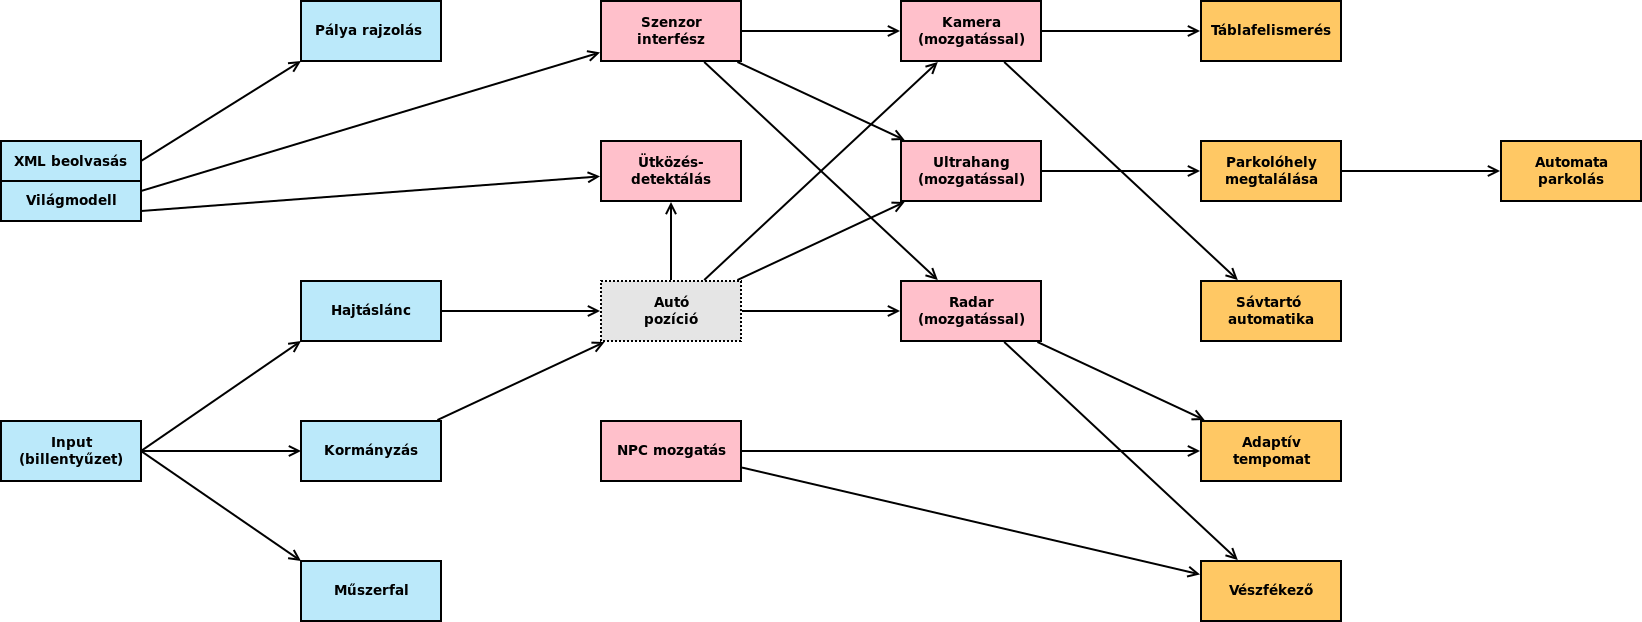 Pálya rajzolás
Szenzor
interfész
Kamera
(mozgatással)
Táblafelismerés
XML beolvasás
Világmodell
Ütközés-
detektálás
Ultrahang
(mozgatással)
Parkolóhely
megtalálása
Automata
parkolás
Hajtáslánc
Autó
pozíció
Radar
(mozgatással)
Sávtartó
automatika
Input
(billentyűzet)
Kormányzás
NPC mozgatás
Adaptív
tempomat
Műszerfal
Vészfékező